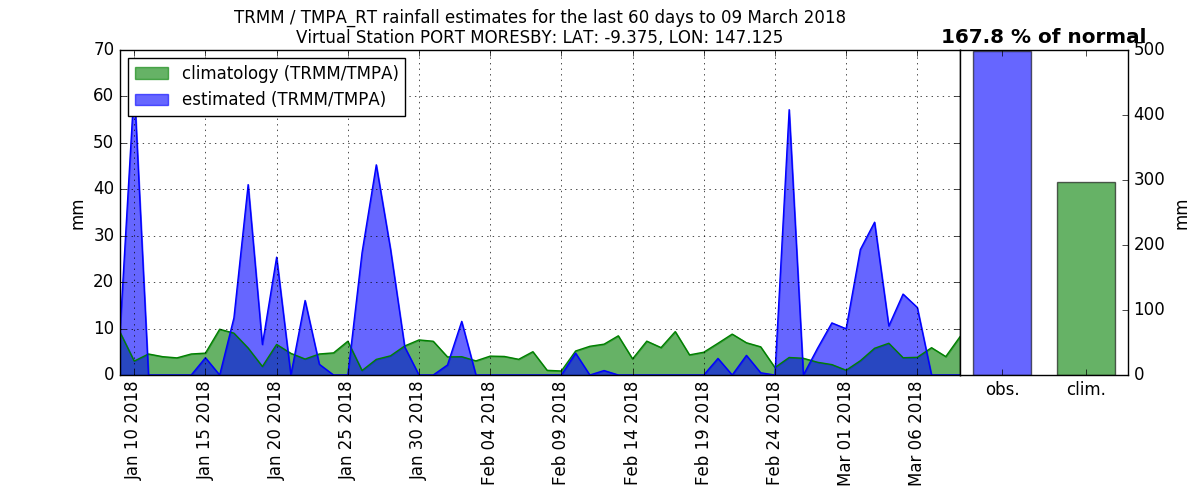 TRMM / TMPA_RT rainfall estimates for the last 60 days to 09 March 2018
Virtual Station PORT MORESBY: LAT: -9.375, LON: 147.125
167.8 % of normal
climatology (TRMM/TMPA)
estimated (TRMM/TMPA)
70
60
50
40
30
20
10
0
mm
Jan 10 2018
Jan 15 2018
Jan 20 2018
Jan 25 2018
Jan 30 2018
Feb 04 2018
Feb 09 2018
Feb 14 2018
Feb 19 2018
Feb 24 2018
Mar 01 2018
Mar 06 2018
500
400
300
200
100
0
mm
obs.
clim.